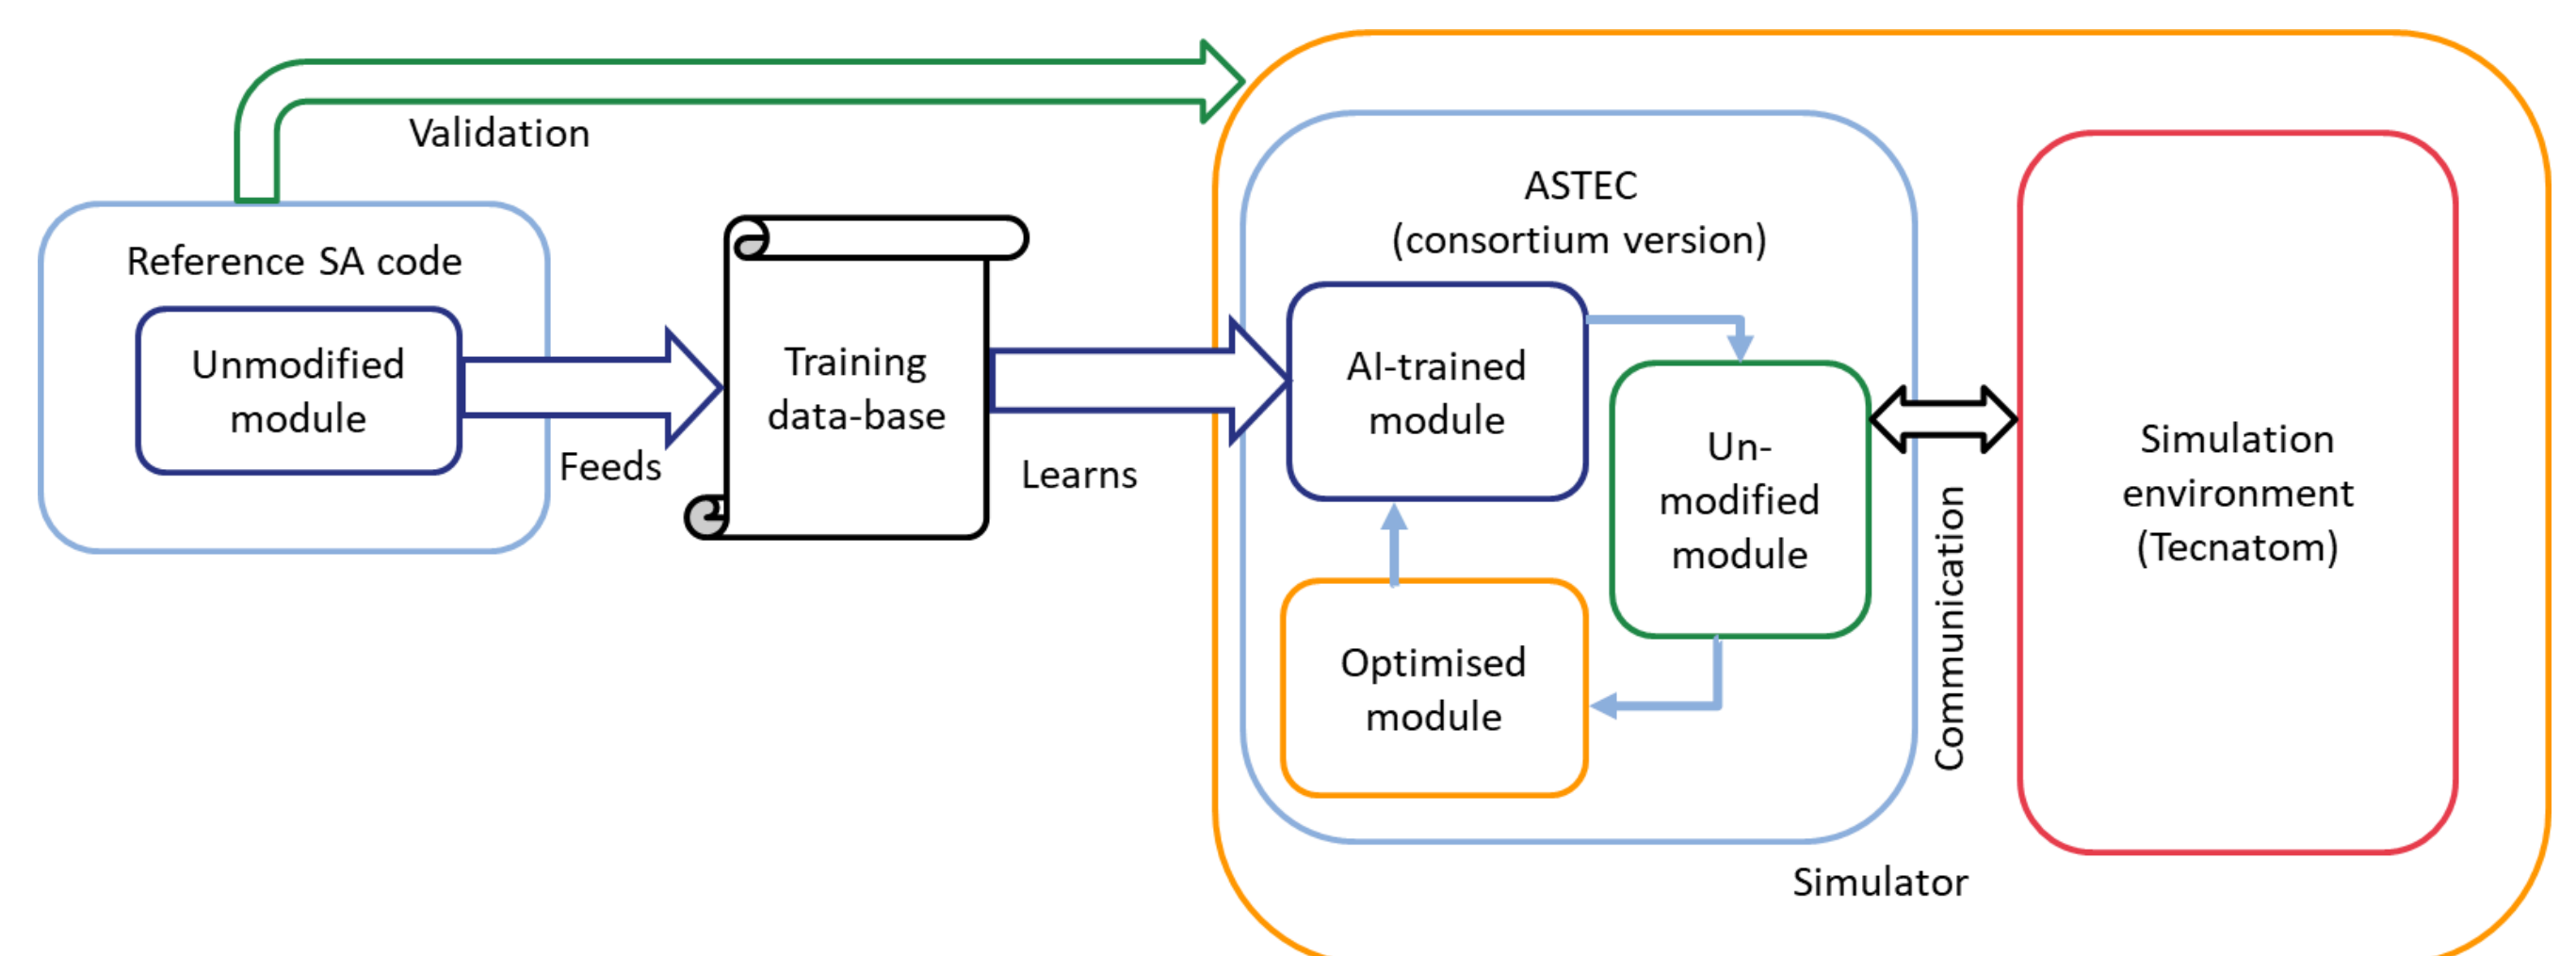 Validation
Reference SA code
Unmodified
module
Feeds
Training
data-base
Learns
ASTEC
(consortium version)
AI-trained
module
Un-
modified
module
Optimised
module
Communication
Simulation
environment
(Tecnatom)
Simulator